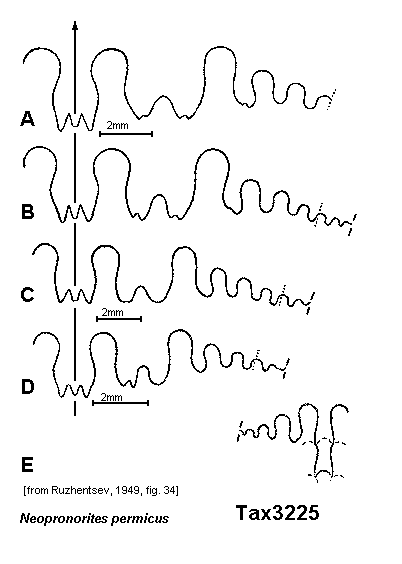 A
2mm
B
C
2mm
D
2mm
E
[from Ruzhentsev, 1949, fig. 34]
Neopronorites permicus
Tax3225